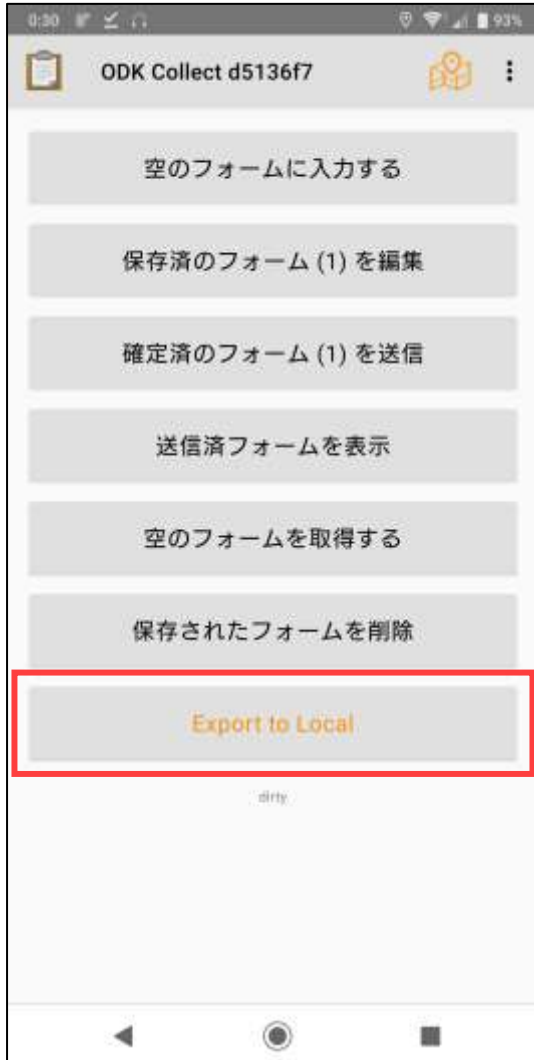 0:30
93%
ODK Collect d5136f7
空のフォームに入力する
保存済のフォーム (1) を編集
確定済のフォーム (1) を送信
送信済フォームを表示
空のフォームを取得する
保存されたフォームを削除
Export to Local
dirty